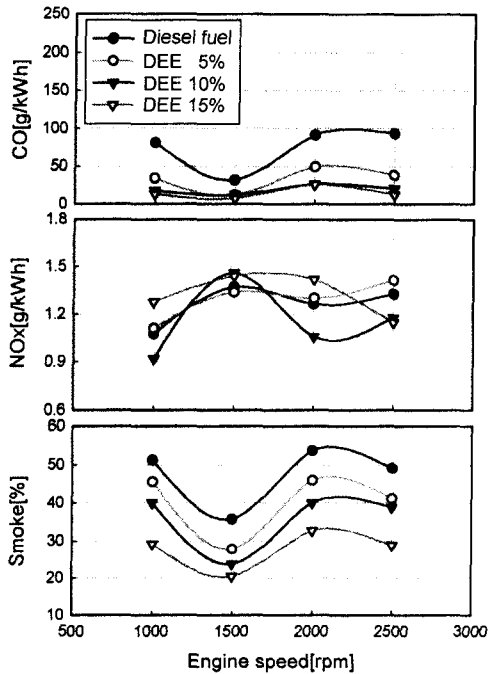 250
200
150
100
50
0
CO[g/kWh]
Diesel fuel
DEE 5%
DEE 10%
DEE 15%
1.8
1.5
1.2
0.9
0.6
NOx[g/kWh]
60
50
40
30
20
10
Smoke[%]
500 1000 1500 2000 2500 3000
Engine speed[rpm]